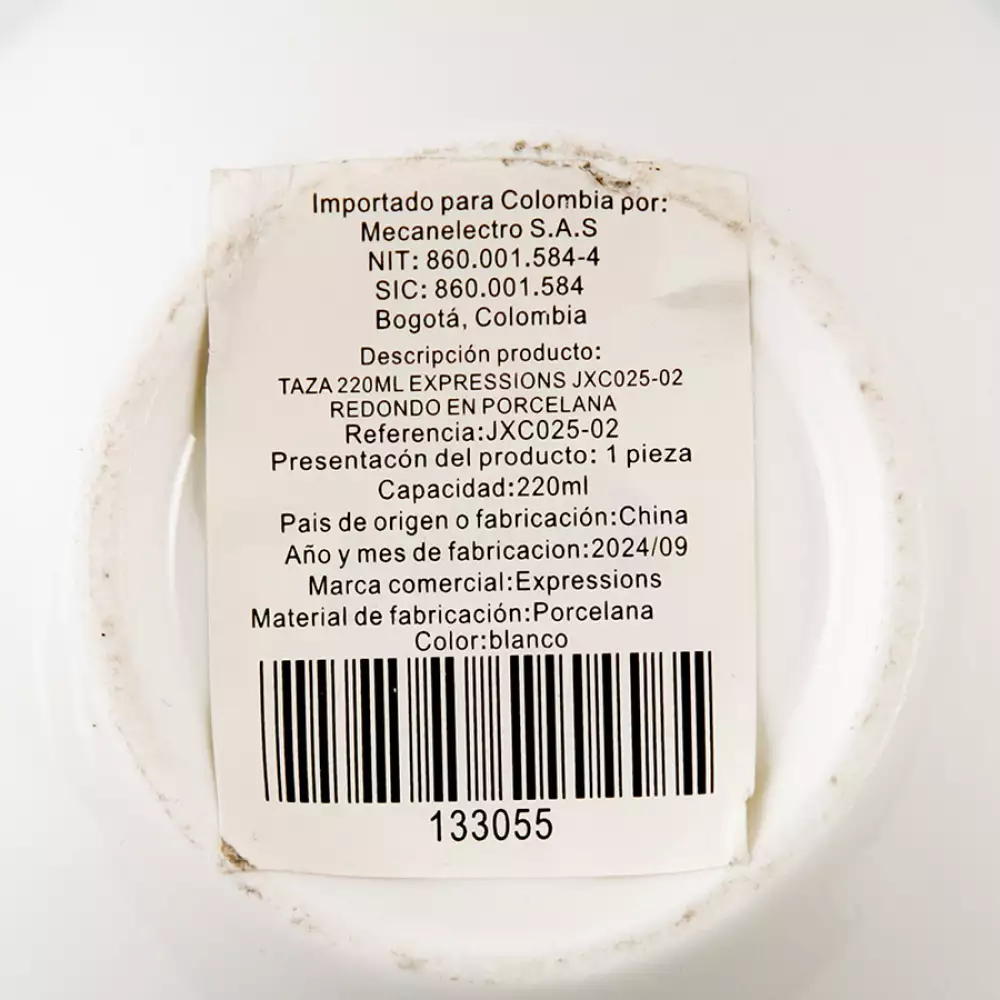 Importado para Colombia por:
Mecanelectro S.A.S
NIT: 860.001.584-4
SIC: 860.001.584
Bogotá, Colombia
Descripción producto:
TAZA 220ML EXPRESSIONS JXC025-02
REDONDO EN PORCELANA
Referencia:JXC025-02
Presentacón del producto: 1 pieza
Capacidad:220ml
Pais de origen o fabricación:China
Año y mes de fabricacion:2024/09
Marca comercial:Expressions
Material de fabricación:Porcelana
Color:blanco
133055